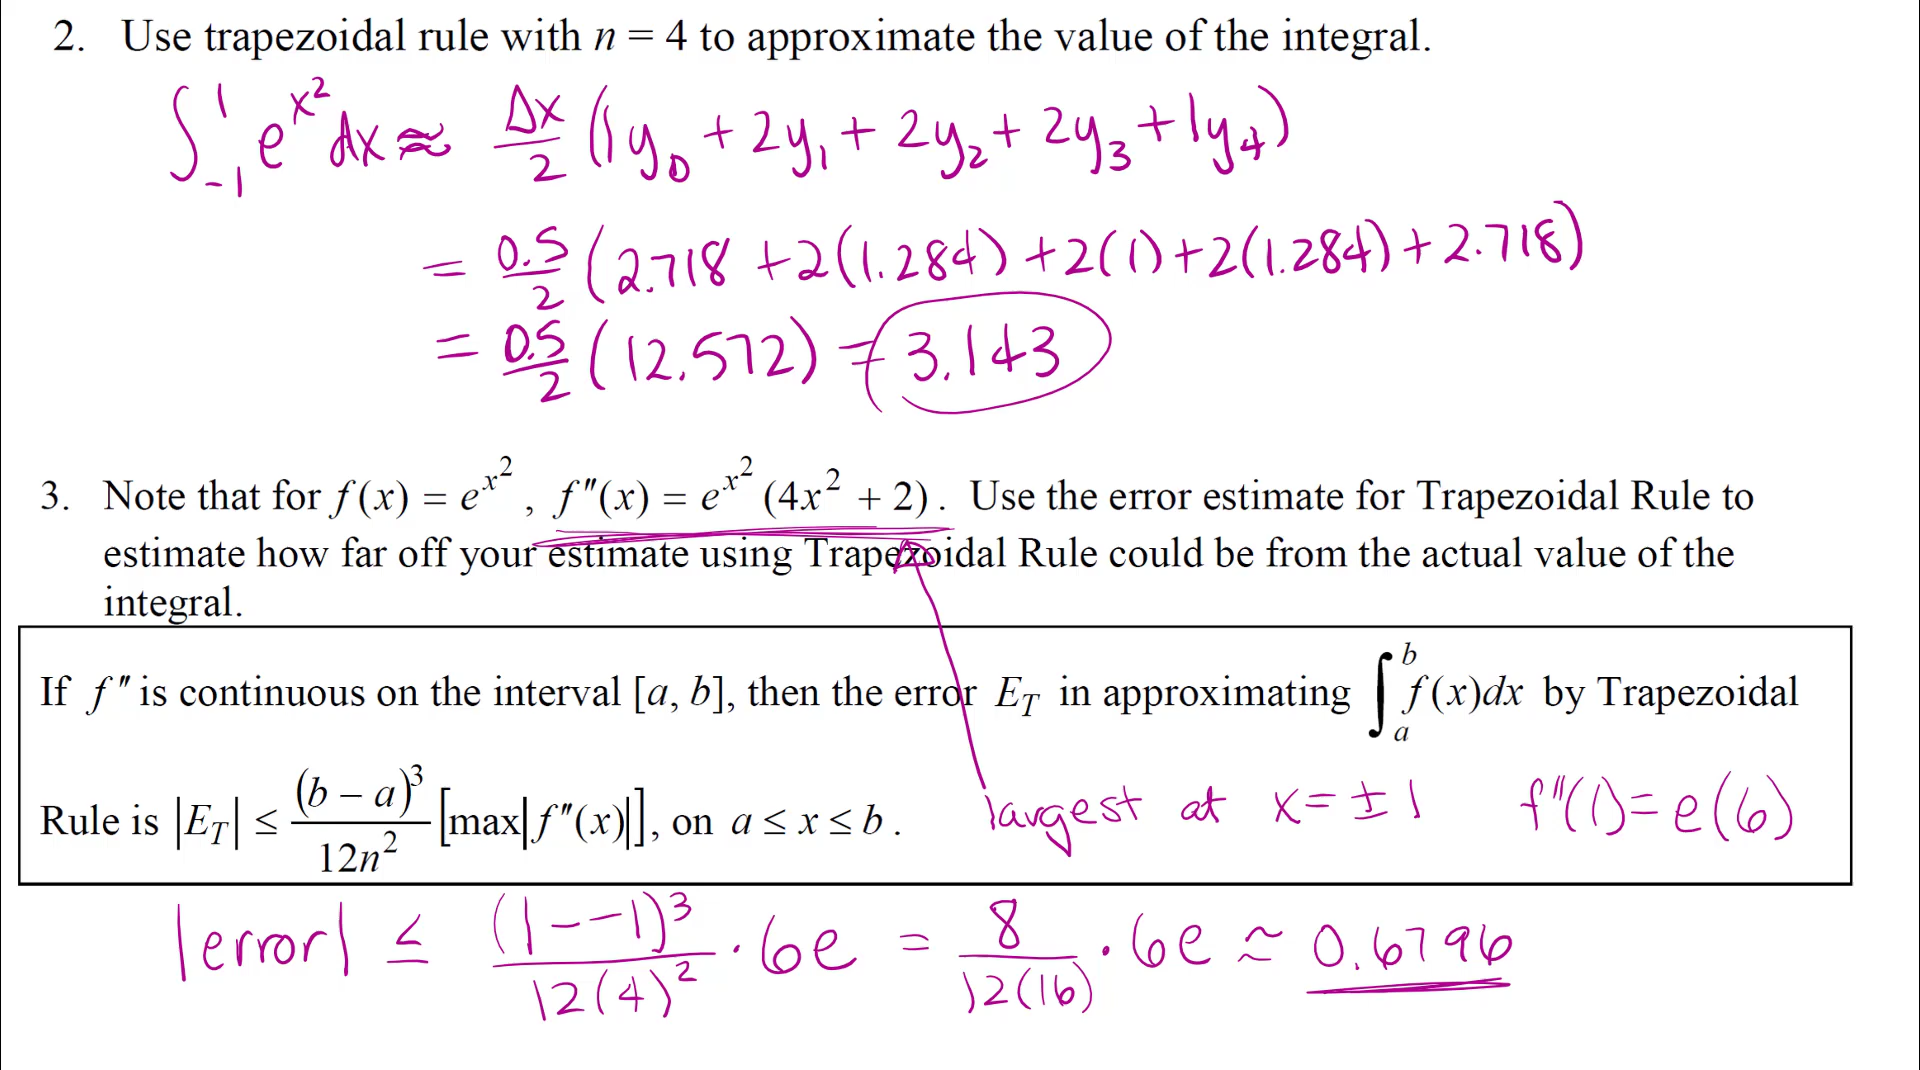 2. Use trapezoidal rule with n = 4 to approximate the value of the integral.
∫₋₁¹ e^(x²) dx ≈ Δx/2 (1y₀ + 2y₁ + 2y₂ + 2y₃ + 1y₄)
= 0.5/2 (2.718 + 2(1.284) + 2(1) + 2(1.284) + 2.718)
= 0.5/2 (12.572) = 3.143
3. Note that for f(x) = e^(x²), f″(x) = e^(x²) (4x² + 2). Use the error estimate for Trapezoidal Rule to
estimate how far off your estimate using Trapezoidal Rule could be from the actual value of the
integral.
If f″ is continuous on the interval [a, b], then the error E_T in approximating ∫ₐᵇ f(x)dx by Trapezoidal
Rule is |E_T| ≤ (b – a)³/12n² [max|f″(x)|], on a ≤ x ≤ b.
largest at x = ±1 f″(1) = e(6)
|error| ≤ (1--1)³/12(4)² · 6e = 8/12(16) · 6e ≈ 0.6796